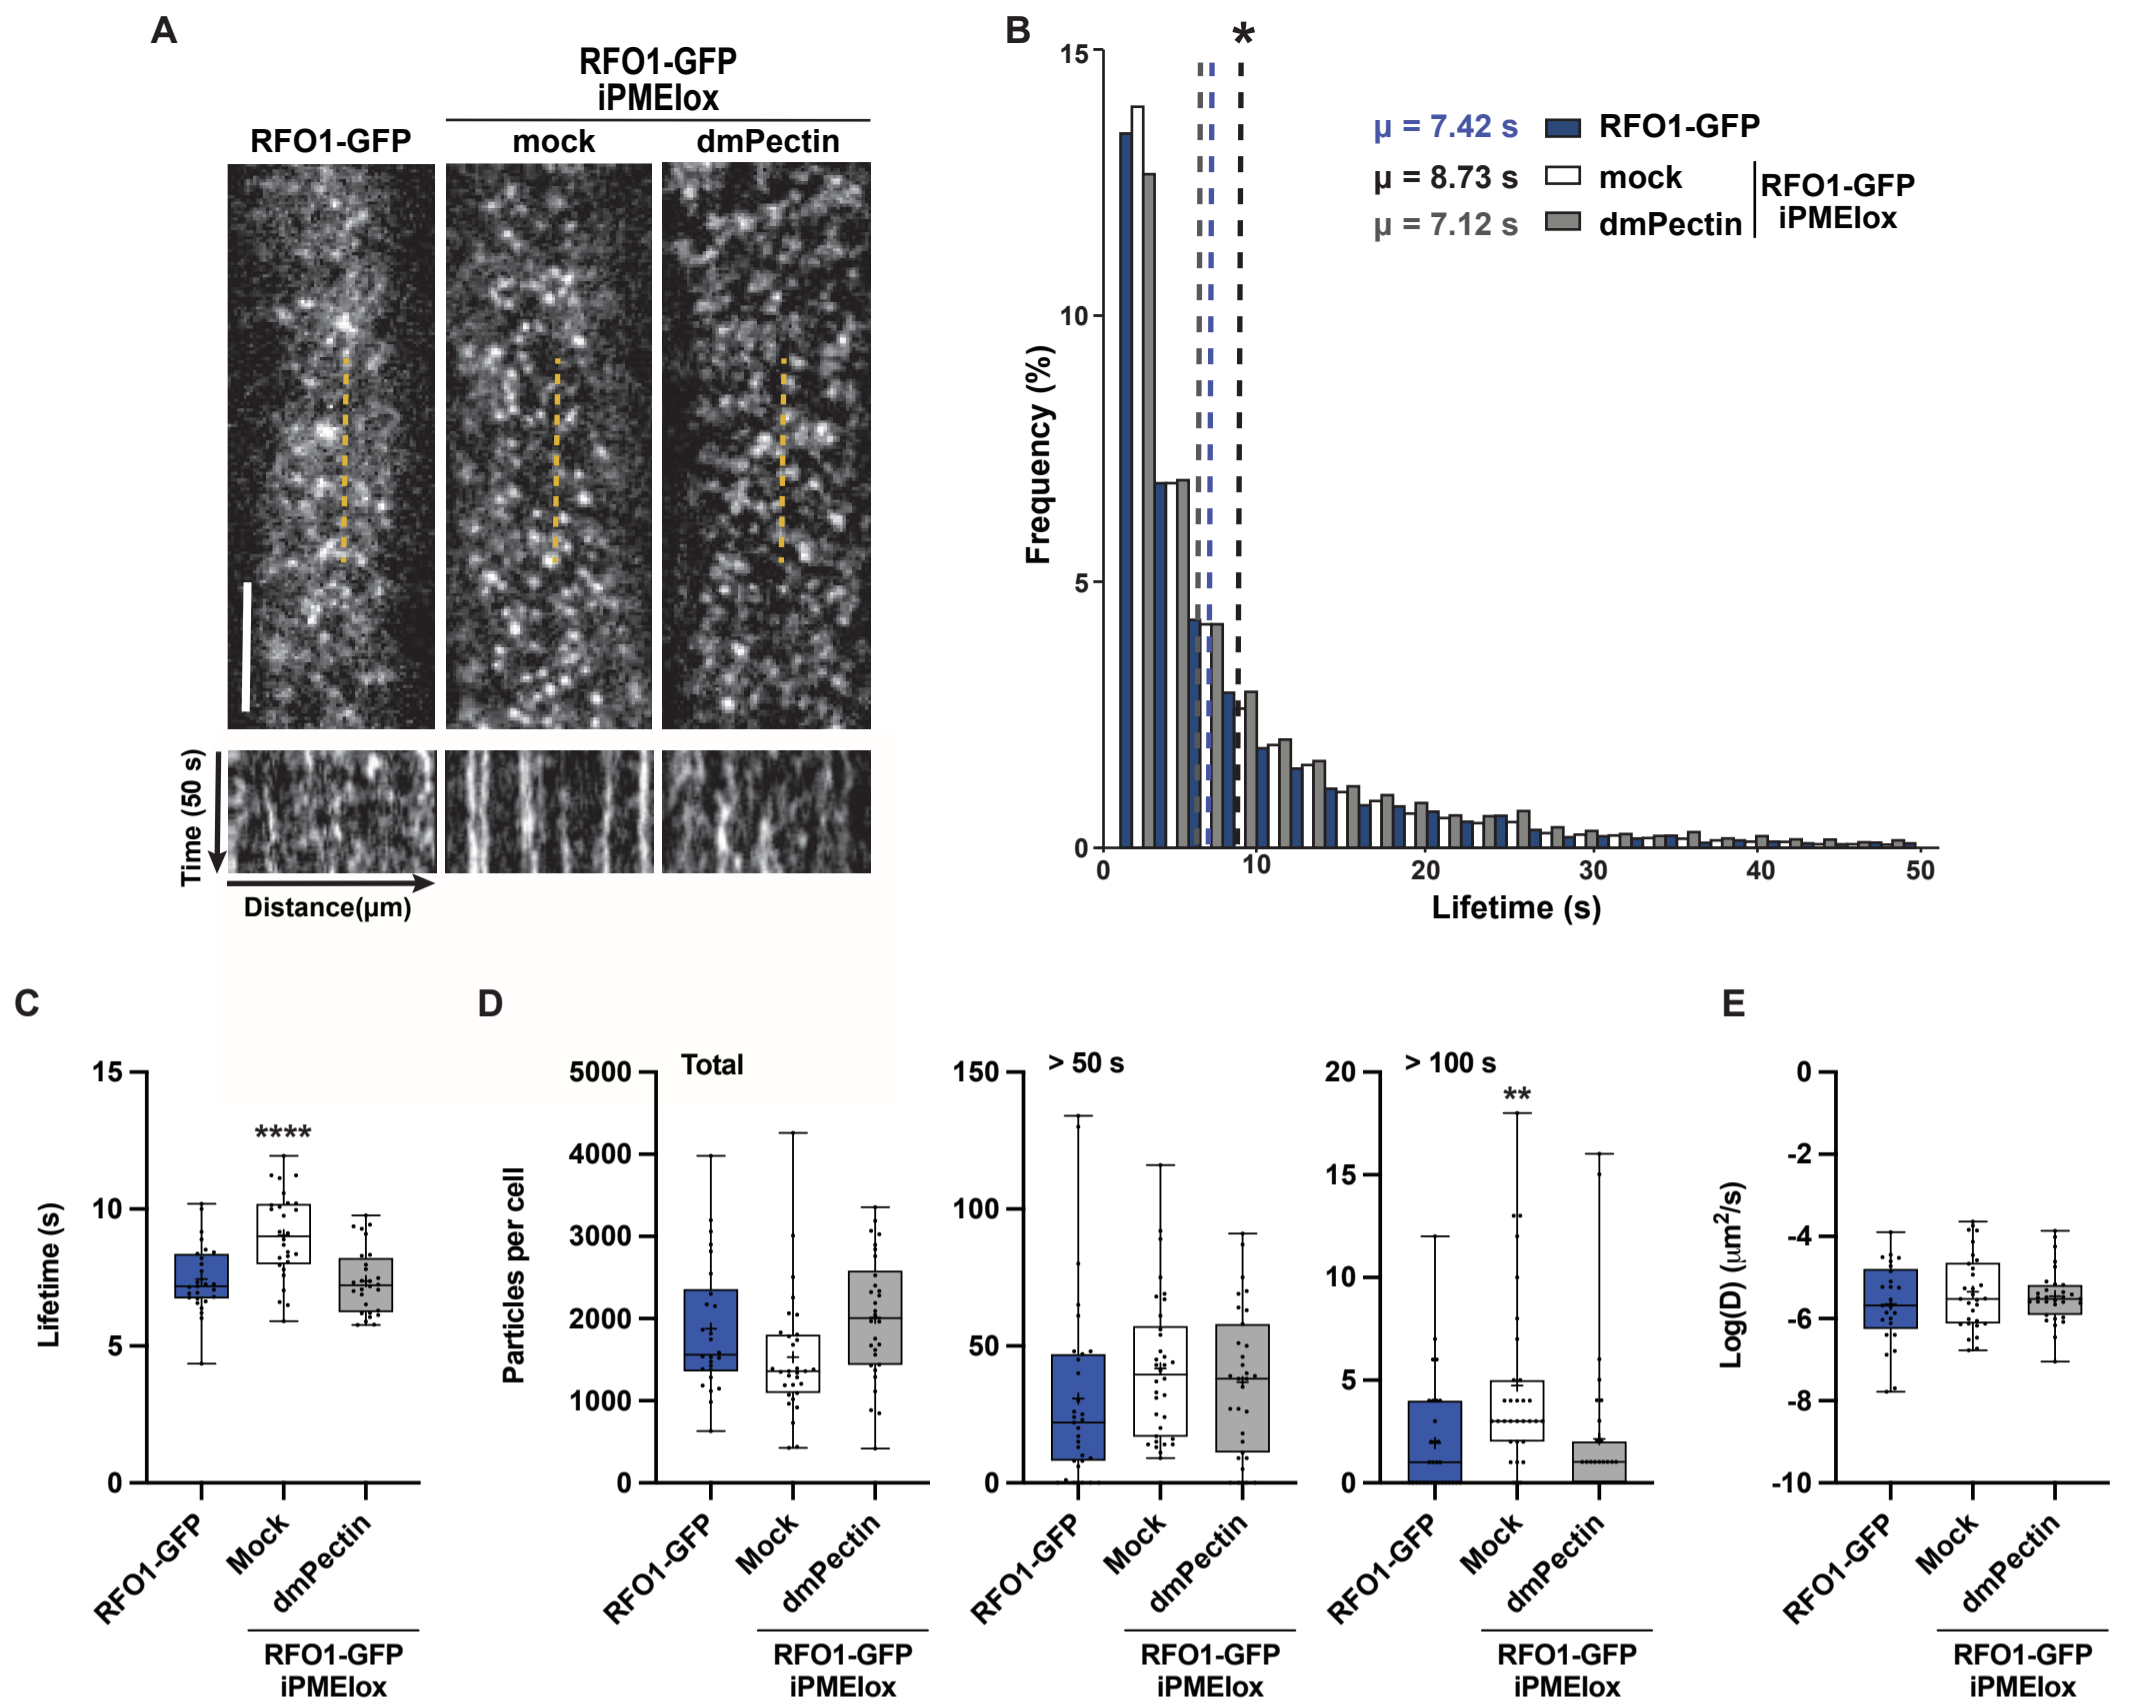 A
RFO1-GFP
iPMElox
RFO1-GFP
mock
dmPectin
Time (50 s)
Distance(µm)
B
*
15
10
5
0
Frequency (%)
0
10
20
30
40
50
Lifetime (s)
µ = 7.42 s
RFO1-GFP
µ = 8.73 s
mock
µ = 7.12 s
dmPectin
RFO1-GFP
iPMElox
C
15
10
5
0
Lifetime (s)
****
RFO1-GFP
Mock
dmPectin
RFO1-GFP
iPMElox
D
Total
5000
4000
3000
2000
1000
0
Particles per cell
RFO1-GFP
Mock
dmPectin
RFO1-GFP
iPMElox
> 50 s
150
100
50
0
RFO1-GFP
Mock
dmPectin
RFO1-GFP
iPMElox
> 100 s
**
20
15
10
5
0
RFO1-GFP
Mock
dmPectin
RFO1-GFP
iPMElox
E
0
-2
-4
-6
-8
-10
Log(D) (µm²/s)
RFO1-GFP
Mock
dmPectin
RFO1-GFP
iPMElox